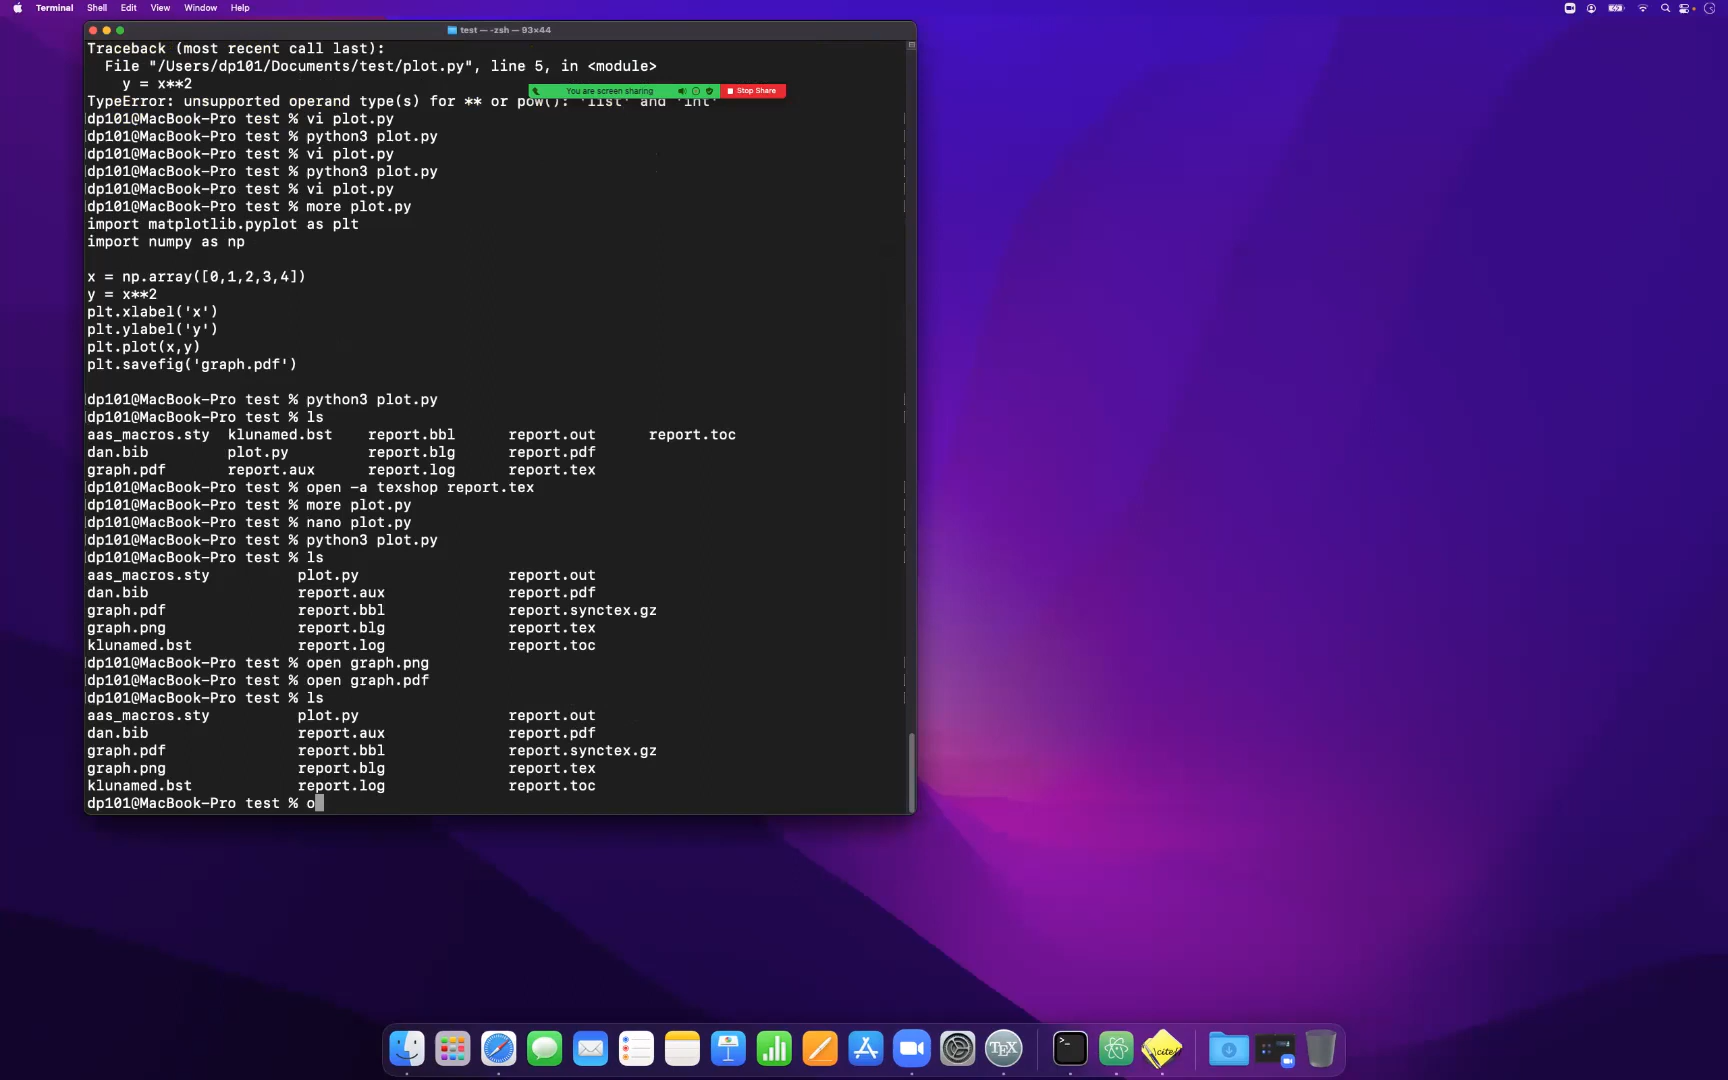 Terminal Shell Edit View Window Help
test — -zsh — 93×44
Traceback (most recent call last):
File "/Users/dp101/Documents/test/plot.py", line 5, in <module>
y = x**2
You are screen sharing Stop Share
TypeError: unsupported operand type(s) for ** or pow(): 'list' and 'int'
dp101@MacBook-Pro test % vi plot.py
dp101@MacBook-Pro test % python3 plot.py
dp101@MacBook-Pro test % vi plot.py
dp101@MacBook-Pro test % python3 plot.py
dp101@MacBook-Pro test % vi plot.py
dp101@MacBook-Pro test % more plot.py
import matplotlib.pyplot as plt
import numpy as np
x = np.array([0,1,2,3,4])
y = x**2
plt.xlabel('x')
plt.ylabel('y')
plt.plot(x,y)
plt.savefig('graph.pdf')
dp101@MacBook-Pro test % python3 plot.py
dp101@MacBook-Pro test % ls
aas_macros.sty klunamed.bst report.bbl report.out report.toc
dan.bib plot.py report.blg report.pdf
graph.pdf report.aux report.log report.tex
dp101@MacBook-Pro test % open -a texshop report.tex
dp101@MacBook-Pro test % more plot.py
dp101@MacBook-Pro test % nano plot.py
dp101@MacBook-Pro test % python3 plot.py
dp101@MacBook-Pro test % ls
aas_macros.sty plot.py report.out
dan.bib report.aux report.pdf
graph.pdf report.bbl report.synctex.gz
graph.png report.blg report.tex
klunamed.bst report.log report.toc
dp101@MacBook-Pro test % open graph.png
dp101@MacBook-Pro test % open graph.pdf
dp101@MacBook-Pro test % ls
aas_macros.sty plot.py report.out
dan.bib report.aux report.pdf
graph.pdf report.bbl report.synctex.gz
graph.png report.blg report.tex
klunamed.bst report.log report.toc
dp101@MacBook-Pro test % o
TEX